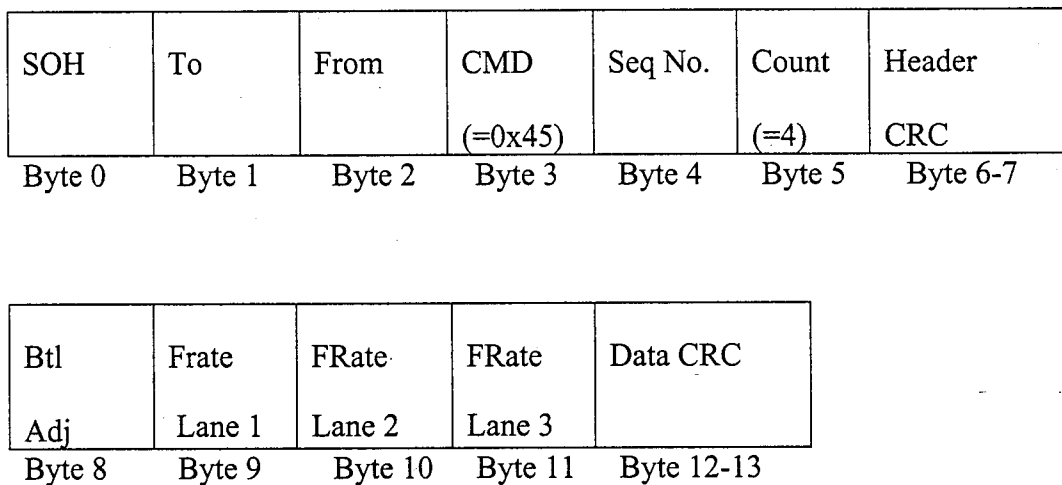 SOH To From CMD Seq No. Count Header
(=0x45) (=4) CRC
Byte 0 Byte 1 Byte 2 Byte 3 Byte 4 Byte 5 Byte 6-7
Btl Frate FRate FRate Data CRC
Adj Lane 1 Lane 2 Lane 3
Byte 8 Byte 9 Byte 10 Byte 11 Byte 12-13